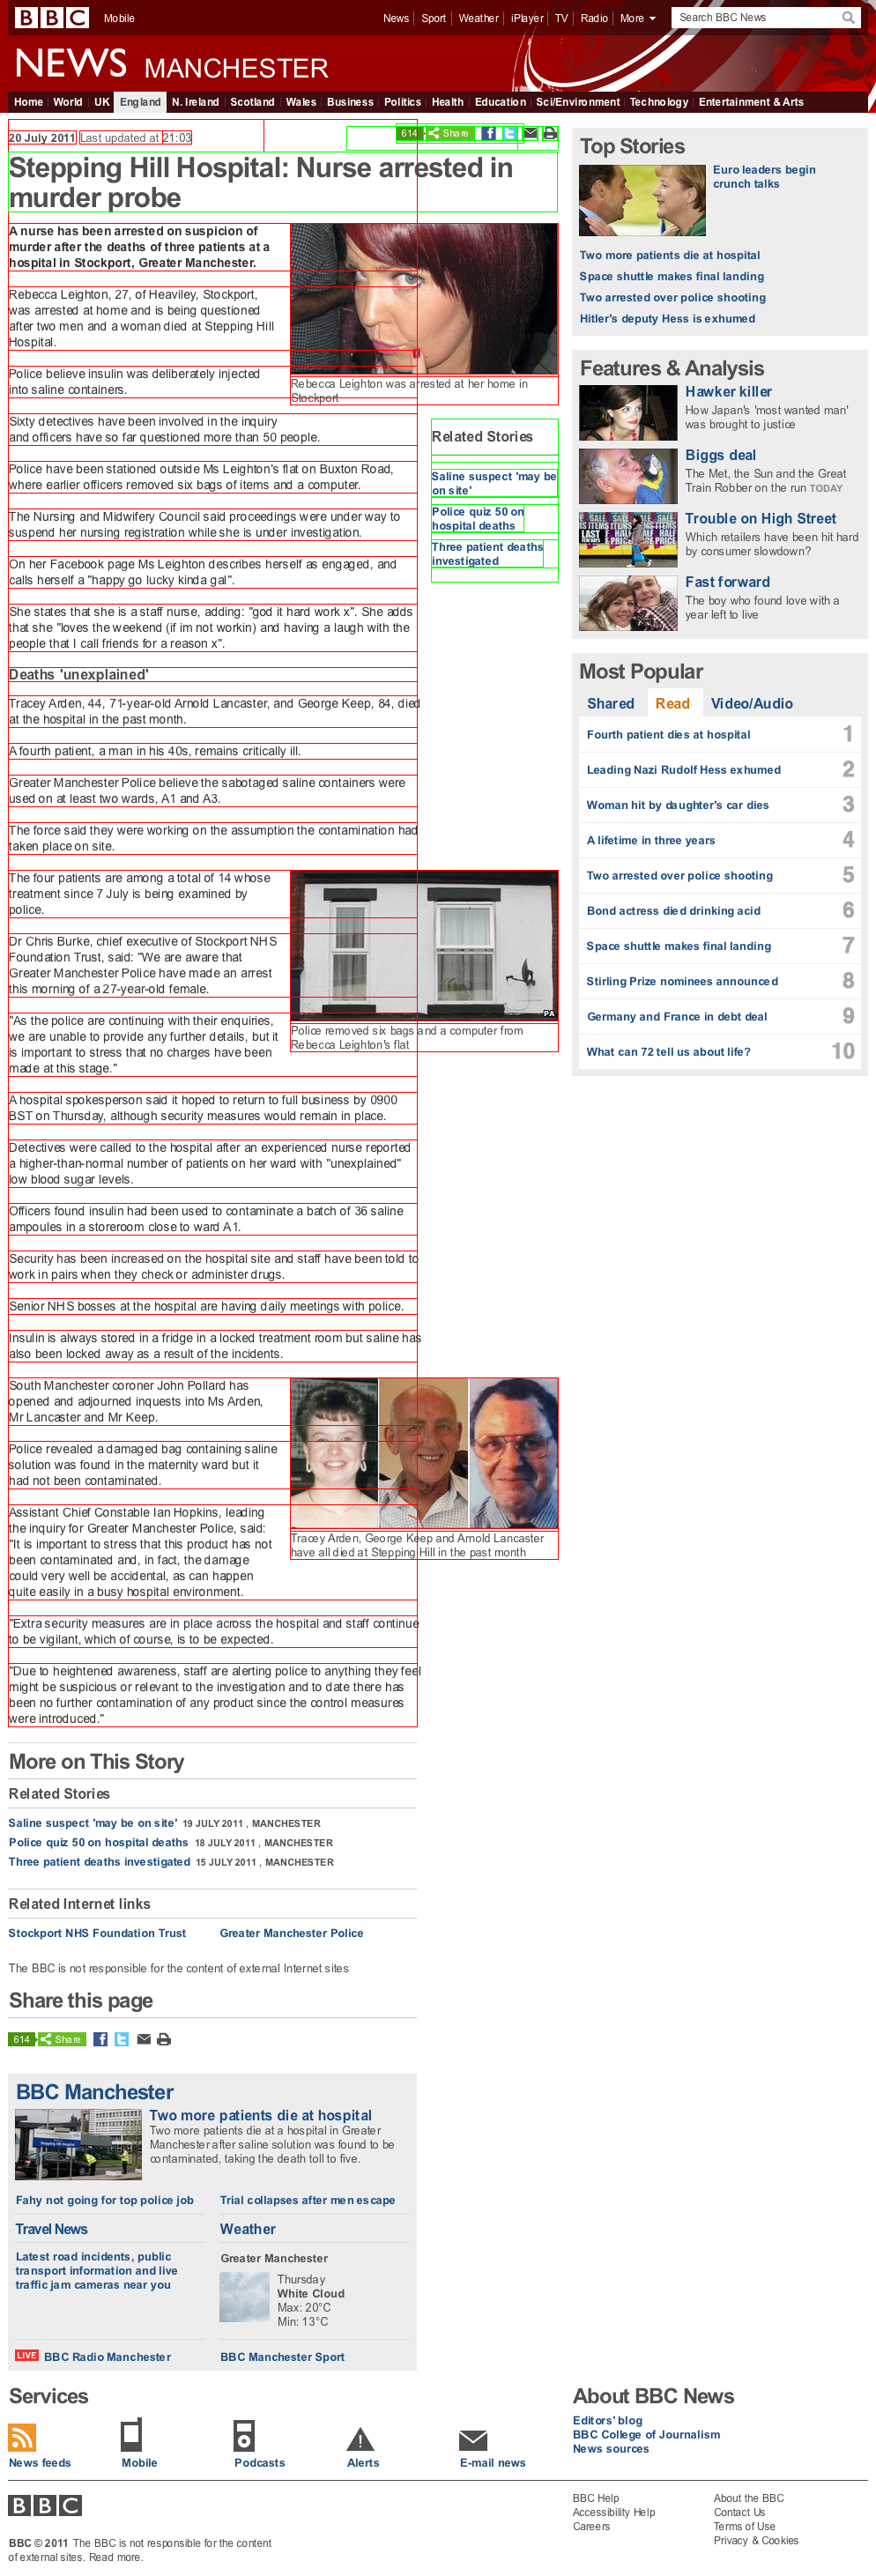 BBC Mobile News Sport Weather iPlayer TV Radio More Search BBC News
NEWS MANCHESTER
Home World UK England N. Ireland Scotland Wales Business Politics Health Education Sci/Environment Technology Entertainment & Arts
20 July 2011 Last updated at 21:03
614 Share
Stepping Hill Hospital: Nurse arrested in
murder probe
A nurse has been arrested on suspicion of
murder after the deaths of three patients at a
hospital in Stockport, Greater Manchester.
Rebecca Leighton, 27, of Heaviley, Stockport,
was arrested at home and is being questioned
after two men and a woman died at Stepping Hill
Hospital.
Police believe insulin was deliberately injected
into saline containers.
Rebecca Leighton was arrested at her home in
Stockport
Sixty detectives have been involved in the inquiry
and officers have so far questioned more than 50 people.
Police have been stationed outside Ms Leighton's flat on Buxton Road,
where earlier officers removed six bags of items and a computer.
The Nursing and Midwifery Council said proceedings were under way to
suspend her nursing registration while she is under investigation.
On her Facebook page Ms Leighton describes herself as engaged, and
calls herself a "happy go lucky kinda gal".
She states that she is a staff nurse, adding: "god it hard work x". She adds
that she "loves the weekend (if im not workin) and having a laugh with the
people that I call friends for a reason x".
Related Stories
Saline suspect 'may be
on site'
Police quiz 50 on
hospital deaths
Three patient deaths
investigated
Deaths 'unexplained'
Tracey Arden, 44, 71-year-old Arnold Lancaster, and George Keep, 84, died
at the hospital in the past month.
A fourth patient, a man in his 40s, remains critically ill.
Greater Manchester Police believe the sabotaged saline containers were
used on at least two wards, A1 and A3.
The force said they were working on the assumption the contamination had
taken place on site.
The four patients are among a total of 14 whose
treatment since 7 July is being examined by
police.
Dr Chris Burke, chief executive of Stockport NHS
Foundation Trust, said: "We are aware that
Greater Manchester Police have made an arrest
this morning of a 27-year-old female.
"As the police are continuing with their enquiries,
we are unable to provide any further details, but it
is important to stress that no charges have been
made at this stage."
PA
Police removed six bags and a computer from
Rebecca Leighton's flat
A hospital spokesperson said it hoped to return to full business by 0900
BST on Thursday, although security measures would remain in place.
Detectives were called to the hospital after an experienced nurse reported
a higher-than-normal number of patients on her ward with "unexplained"
low blood sugar levels.
Officers found insulin had been used to contaminate a batch of 36 saline
ampoules in a storeroom close to ward A1.
Security has been increased on the hospital site and staff have been told to
work in pairs when they check or administer drugs.
Senior NHS bosses at the hospital are having daily meetings with police.
Insulin is always stored in a fridge in a locked treatment room but saline has
also been locked away as a result of the incidents.
South Manchester coroner John Pollard has
opened and adjourned inquests into Ms Arden,
Mr Lancaster and Mr Keep.
Police revealed a damaged bag containing saline
solution was found in the maternity ward but it
had not been contaminated.
Assistant Chief Constable Ian Hopkins, leading
the inquiry for Greater Manchester Police, said:
"It is important to stress that this product has not
been contaminated and, in fact, the damage
could very well be accidental, as can happen
quite easily in a busy hospital environment.
Tracey Arden, George Keep and Arnold Lancaster
have all died at Stepping Hill in the past month
"Extra security measures are in place across the hospital and staff continue
to be vigilant, which of course, is to be expected.
"Due to heightened awareness, staff are alerting police to anything they feel
might be suspicious or relevant to the investigation and to date there has
been no further contamination of any product since the control measures
were introduced."
More on This Story
Related Stories
Saline suspect 'may be on site' 19 JULY 2011 , MANCHESTER
Police quiz 50 on hospital deaths 18 JULY 2011 , MANCHESTER
Three patient deaths investigated 15 JULY 2011 , MANCHESTER
Related Internet links
Stockport NHS Foundation Trust Greater Manchester Police
The BBC is not responsible for the content of external Internet sites
Share this page
614 Share
BBC Manchester
Two more patients die at hospital
Two more patients die at a hospital in Greater
Manchester after saline solution was found to be
contaminated, taking the death toll to five.
Fahy not going for top police job Trial collapses after men escape
Travel News
Latest road incidents, public
transport information and live
traffic jam cameras near you
Weather
Greater Manchester
Thursday
White Cloud
Max: 20°C
Min: 13°C
LIVE BBC Radio Manchester BBC Manchester Sport
Top Stories
Euro leaders begin
crunch talks
Two more patients die at hospital
Space shuttle makes final landing
Two arrested over police shooting
Hitler's deputy Hess is exhumed
Features & Analysis
Hawker killer
How Japan's 'most wanted man'
was brought to justice
Biggs deal
The Met, the Sun and the Great
Train Robber on the run TODAY
Trouble on High Street
Which retailers have been hit hard
by consumer slowdown?
Fast forward
The boy who found love with a
year left to live
Most Popular
Shared Read Video/Audio
Fourth patient dies at hospital 1
Leading Nazi Rudolf Hess exhumed 2
Woman hit by daughter's car dies 3
A lifetime in three years 4
Two arrested over police shooting 5
Bond actress died drinking acid 6
Space shuttle makes final landing 7
Stirling Prize nominees announced 8
Germany and France in debt deal 9
What can 72 tell us about life? 10
Services
News feeds Mobile Podcasts Alerts E-mail news
About BBC News
Editors' blog
BBC College of Journalism
News sources
BBC
BBC © 2011 The BBC is not responsible for the content
of external sites. Read more.
BBC Help
Accessibility Help
Careers
About the BBC
Contact Us
Terms of Use
Privacy & Cookies